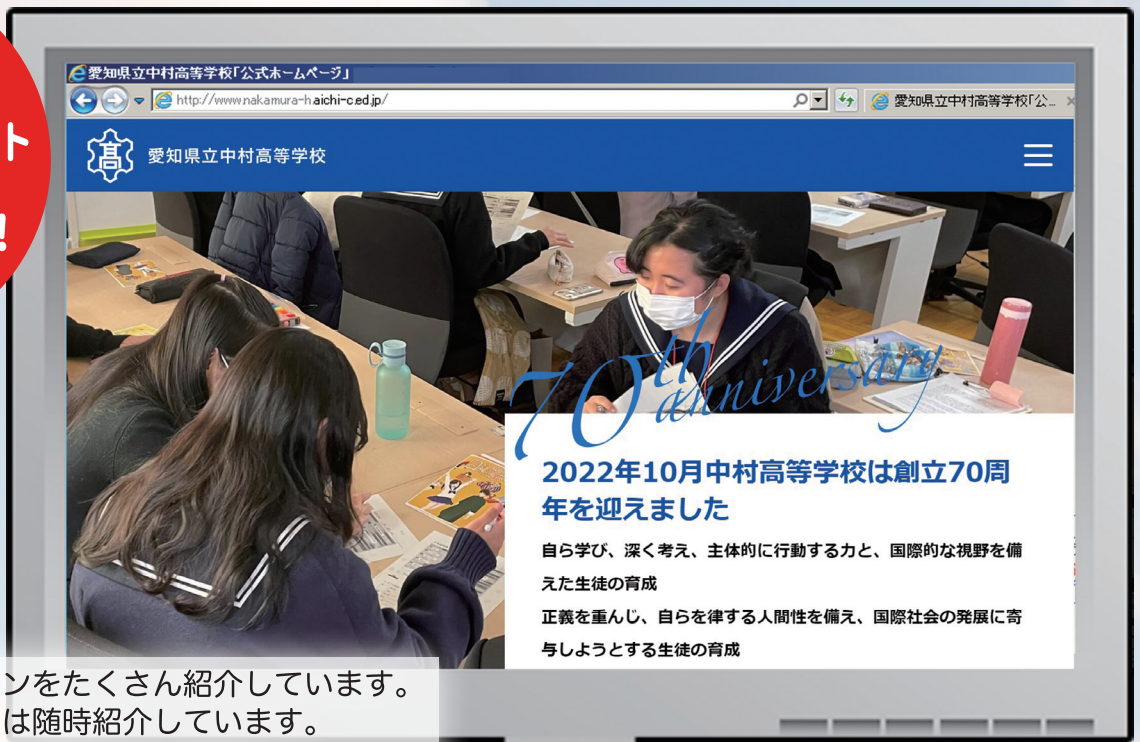 ト
!
愛知県立中村高等学校「公式ホームページ」
http://www.nakamura-h.aichi-c.ed.jp/
愛知県立中村高等学校「公...
高
愛知県立中村高等学校
70th
anniversary
2022年10月中村高等学校は創立70周
年を迎えました
自ら学び、深く考え、主体的に行動する力と、国際的な視野を備
えた生徒の育成
正義を重んじ、自らを律する人間性を備え、国際社会の発展に寄
与しようとする生徒の育成
ンをたくさん紹介しています。
は随時紹介しています。